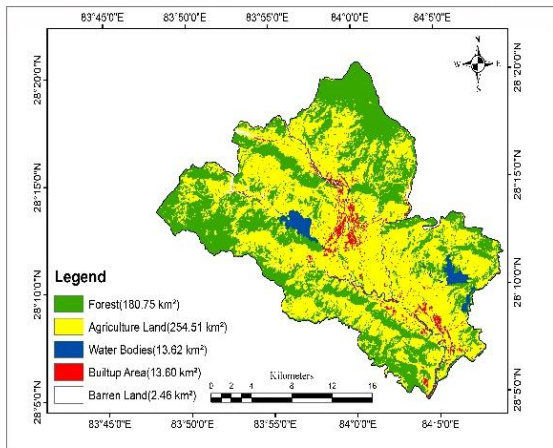 83°45'0"E 83°50'0"E 83°55'0"E 84°0'0"E 84°5'0"E
28°20'0"N 28°20'0"N
28°15'0"N 28°15'0"N
28°10'0"N 28°10'0"N
28°5'0"N 28°5'0"N
N
W E
S
Legend
Forest(180.75 km²)
Agriculture Land(254.51 km²)
Water Bodies(13.62 km²)
Builtup Area(13.60 km²)
Barren Land(2.46 km²)
Kilometers
0 2 4 8 12 16
83°45'0"E 83°50'0"E 83°55'0"E 84°0'0"E 84°5'0"E